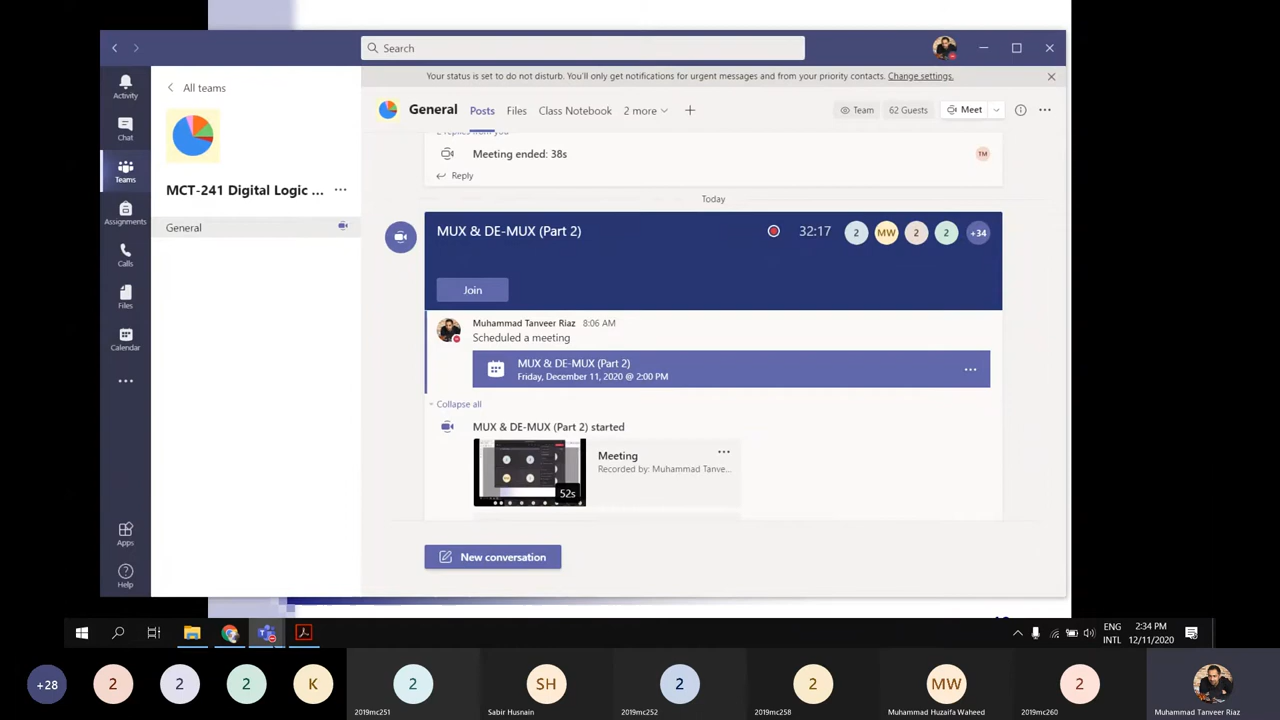 Search
Your status is set to do not disturb. You'll only get notifications for urgent messages and from your priority contacts. Change settings.
Activity
Chat
Teams
Assignments
Calls
Files
Calendar
Apps
Help
All teams
MCT-241 Digital Logic ...
General
General
Posts
Files
Class Notebook
2 more
Team
62 Guests
Meet
2 replies from you
Meeting ended: 38s
TM
Reply
Today
MUX & DE-MUX (Part 2)
32:17
2
MW
2
2
+34
Join
Muhammad Tanveer Riaz 8:06 AM
Scheduled a meeting
MUX & DE-MUX (Part 2)
Friday, December 11, 2020 @ 2:00 PM
Collapse all
MUX & DE-MUX (Part 2) started
Meeting
Recorded by: Muhammad Tanve...
52s
New conversation
ENG
INTL
2:34 PM
12/11/2020
+28
2
2
2
K
2
2019mc251
SH
Sabir Husnain
2
2019mc252
2
2019mc258
MW
Muhammad Huzaifa Waheed
2
2019mc260
Muhammad Tanveer Riaz